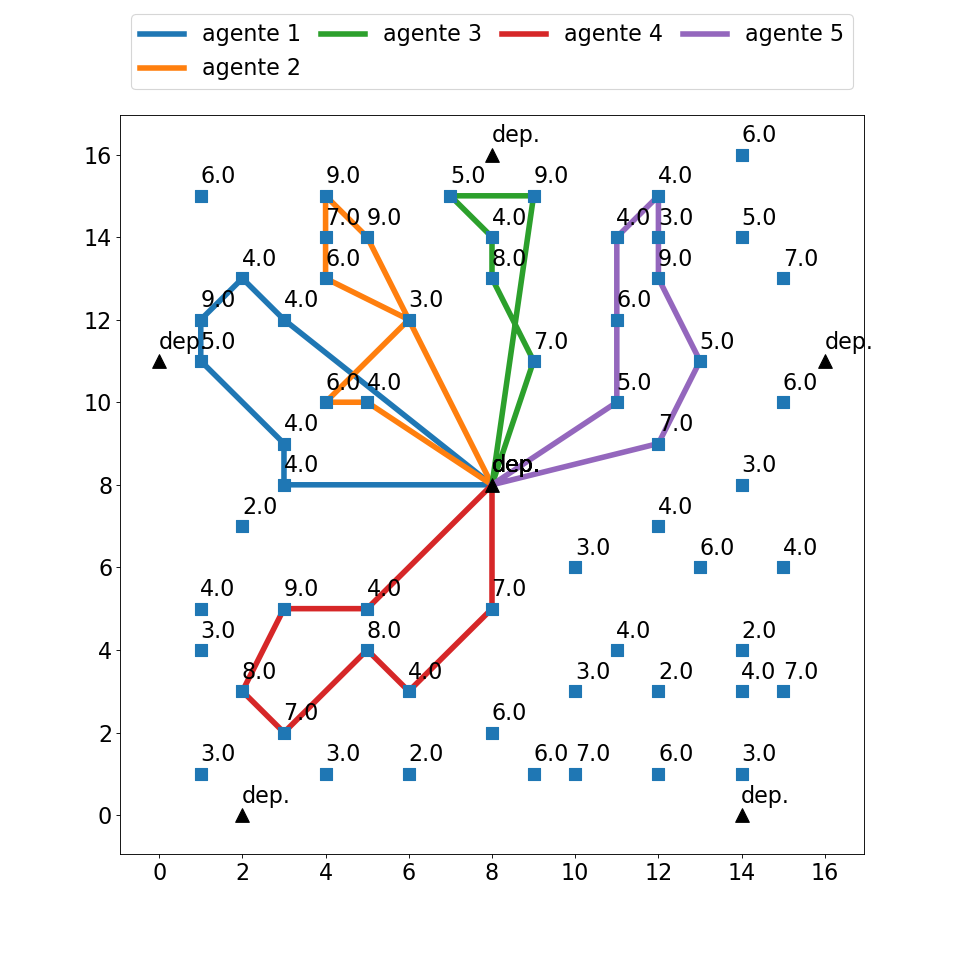 agente 1 agente 3 agente 4 agente 5
agente 2
dep. 6.0
16
6.0 9.0 5.0 9.0 4.0
7.0 9.0 4.0 4.0 3.0 5.0
14
4.0 6.0 8.0 9.0 7.0
9.0 4.0 3.0 6.0
12
dep. 5.0 7.0 5.0 dep.
6.0 4.0 5.0 6.0
10
4.0 7.0
4.0 dep. dep. 3.0
8
2.0 4.0
3.0 6.0 4.0
6
4.0 9.0 4.0 7.0
3.0 8.0 4.0 2.0
4
8.0 4.0 3.0 2.0 4.0 7.0
7.0 6.0
2
3.0 3.0 2.0 6.0 7.0 6.0 3.0
dep. dep.
0
0 2 4 6 8 10 12 14 16